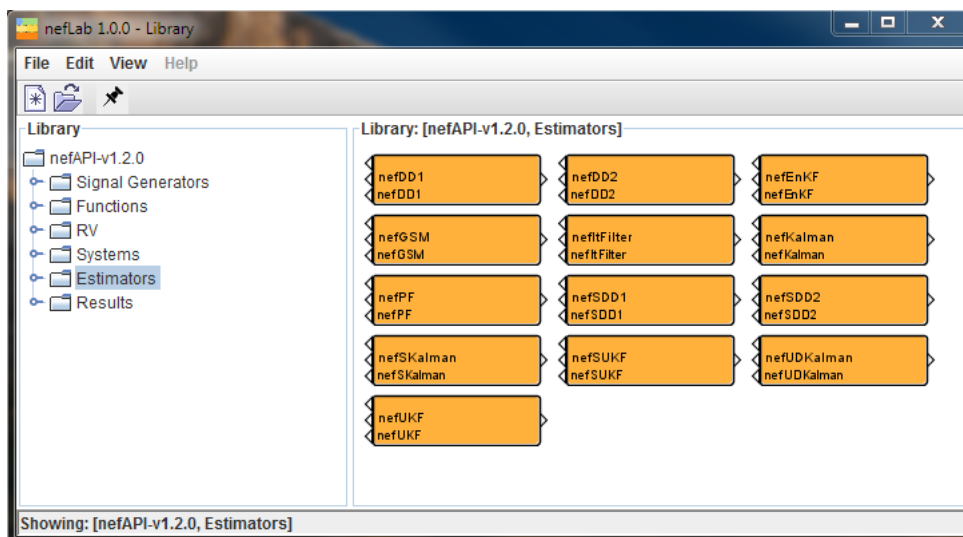 nefLab 1.0.0 - Library
File Edit View Help
Library
nefAPI-v1.2.0
Signal Generators
Functions
RV
Systems
Estimators
Results
Library: [nefAPI-v1.2.0, Estimators]
nefDD1
nefDD1
nefDD2
nefDD2
nefEnKF
nefEnKF
nefGSM
nefGSM
nefItFilter
nefItFilter
nefKalman
nefKalman
nefPF
nefPF
nefSDD1
nefSDD1
nefSDD2
nefSDD2
nefSKalman
nefSKalman
nefSUKF
nefSUKF
nefUDKalman
nefUDKalman
nefUKF
nefUKF
Showing: [nefAPI-v1.2.0, Estimators]